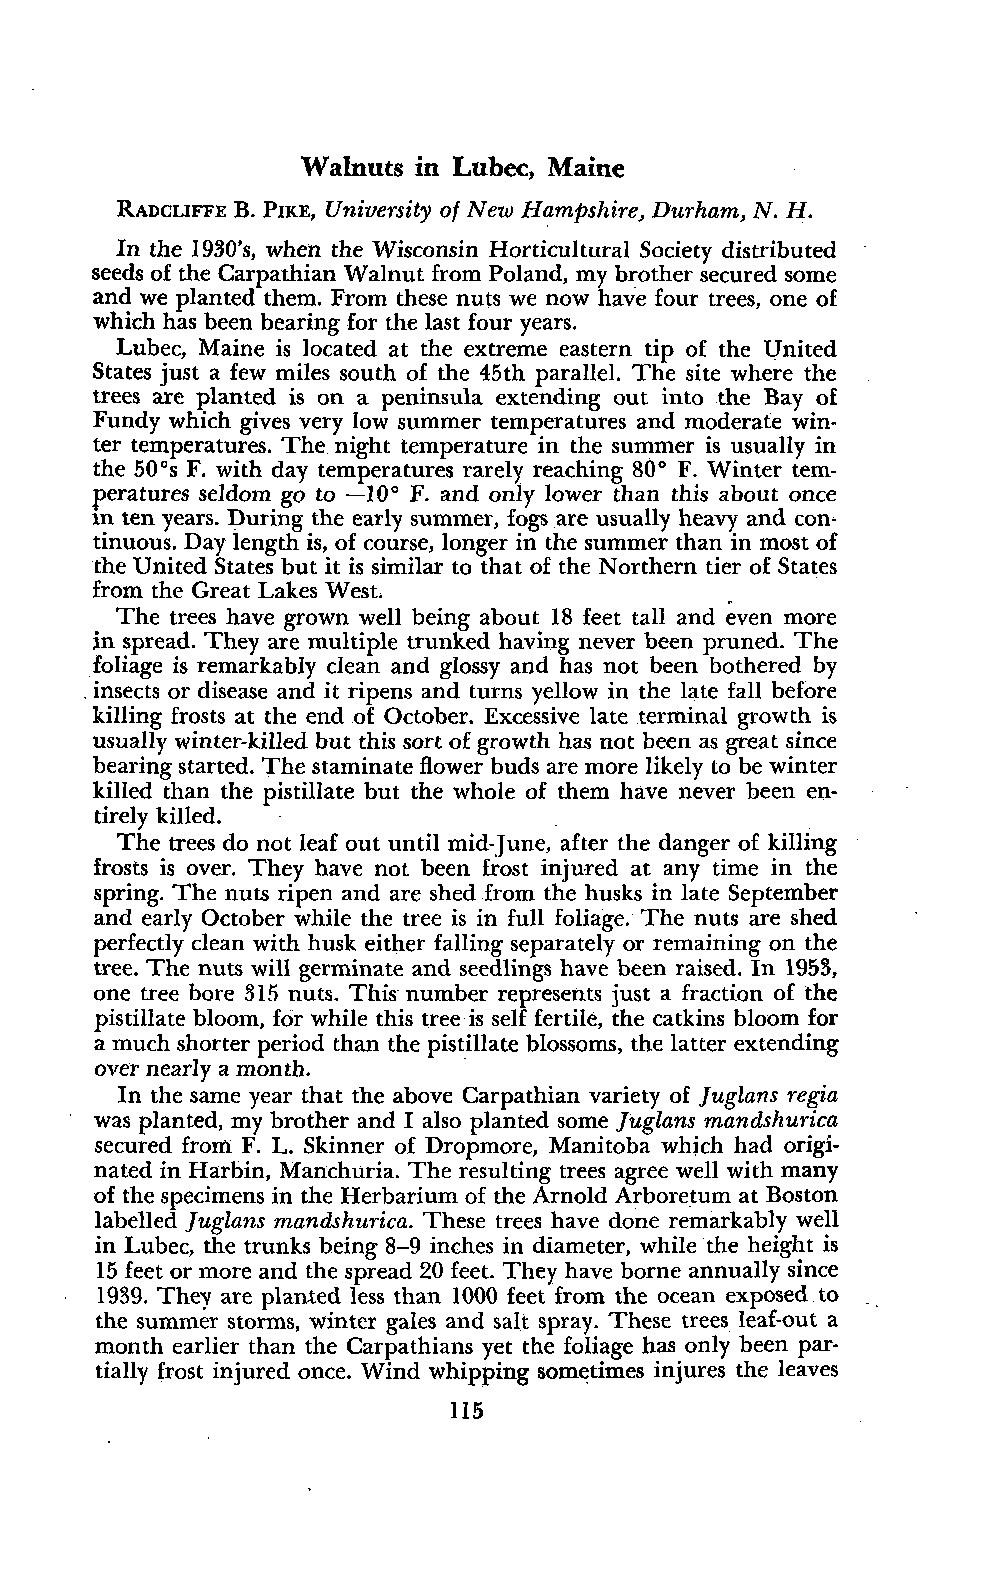 Walnuts in Lubec, Maine
RADCLIFFE B. PIKE, University of New Hampshire, Durham, N. H.
In the 1930's, when the Wisconsin Horticultural Society distributed
seeds of the Carpathian Walnut from Poland, my brother secured some
and we planted them. From these nuts we now have four trees, one of
which has been bearing for the last four years.
Lubec, Maine is located at the extreme eastern tip of the United
States just a few miles south of the 45th parallel. The site where the
trees are planted is on a peninsula extending out into the Bay of
Fundy which gives very low summer temperatures and moderate win-
ter temperatures. The night temperature in the summer is usually in
the 50°s F. with day temperatures rarely reaching 80° F. Winter tem-
peratures seldom go to —10° F. and only lower than this about once
in ten years. During the early summer, fogs are usually heavy and con-
tinuous. Day length is, of course, longer in the summer than in most of
the United States but it is similar to that of the Northern tier of States
from the Great Lakes West.
The trees have grown well being about 18 feet tall and even more
in spread. They are multiple trunked having never been pruned. The
foliage is remarkably clean and glossy and has not been bothered by
insects or disease and it ripens and turns yellow in the late fall before
killing frosts at the end of October. Excessive late terminal growth is
usually winter-killed but this sort of growth has not been as great since
bearing started. The staminate flower buds are more likely to be winter
killed than the pistillate but the whole of them have never been en-
tirely killed.
The trees do not leaf out until mid-June, after the danger of killing
frosts is over. They have not been frost injured at any time in the
spring. The nuts ripen and are shed from the husks in late September
and early October while the tree is in full foliage. The nuts are shed
perfectly clean with husk either falling separately or remaining on the
tree. The nuts will germinate and seedlings have been raised. In 1953,
one tree bore 315 nuts. This number represents just a fraction of the
pistillate bloom, for while this tree is self fertile, the catkins bloom for
a much shorter period than the pistillate blossoms, the latter extending
over nearly a month.
In the same year that the above Carpathian variety of Juglans regia
was planted, my brother and I also planted some Juglans mandshurica
secured from F. L. Skinner of Dropmore, Manitoba which had origi-
nated in Harbin, Manchuria. The resulting trees agree well with many
of the specimens in the Herbarium of the Arnold Arboretum at Boston
labelled Juglans mandshurica. These trees have done remarkably well
in Lubec, the trunks being 8–9 inches in diameter, while the height is
15 feet or more and the spread 20 feet. They have borne annually since
1939. They are planted less than 1000 feet from the ocean exposed to
the summer storms, winter gales and salt spray. These trees leaf-out a
month earlier than the Carpathians yet the foliage has only been par-
tially frost injured once. Wind whipping sometimes injures the leaves
115